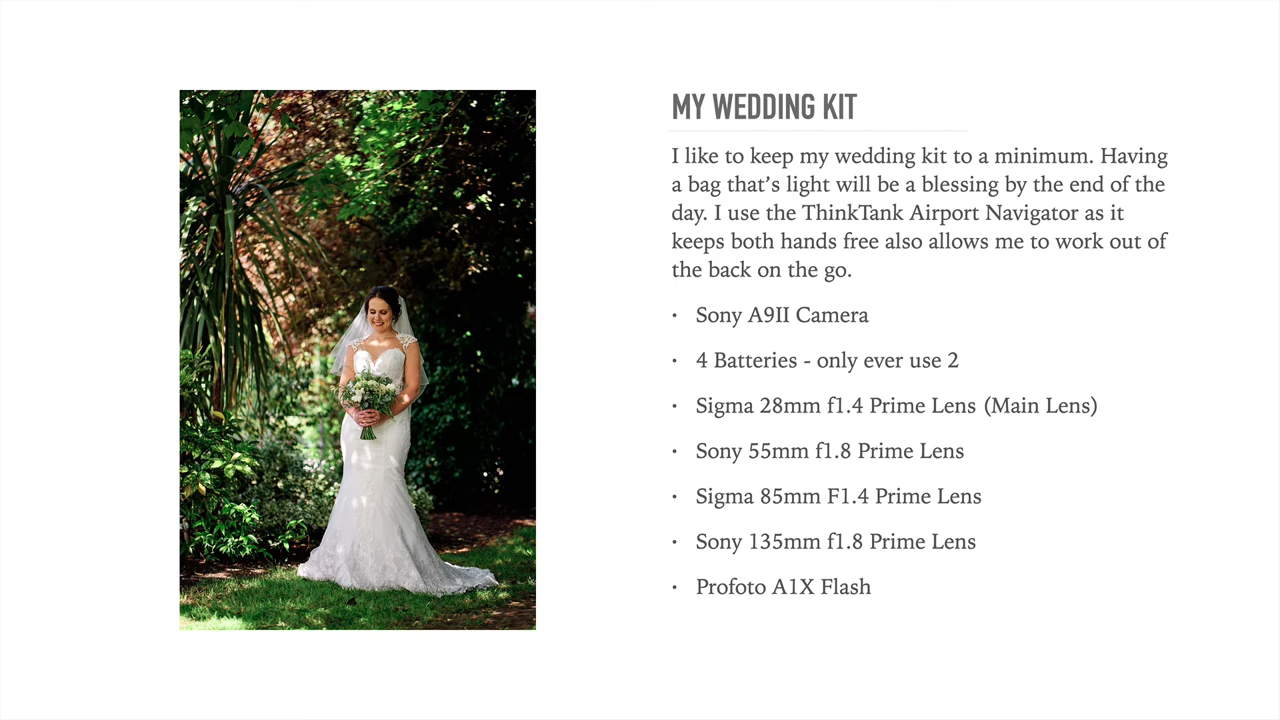 MY WEDDING KIT
I like to keep my wedding kit to a minimum. Having
a bag that’s light will be a blessing by the end of the
day. I use the ThinkTank Airport Navigator as it
keeps both hands free also allows me to work out of
the back on the go.
• Sony A9II Camera
• 4 Batteries - only ever use 2
• Sigma 28mm f1.4 Prime Lens (Main Lens)
• Sony 55mm f1.8 Prime Lens
• Sigma 85mm F1.4 Prime Lens
• Sony 135mm f1.8 Prime Lens
• Profoto A1X Flash